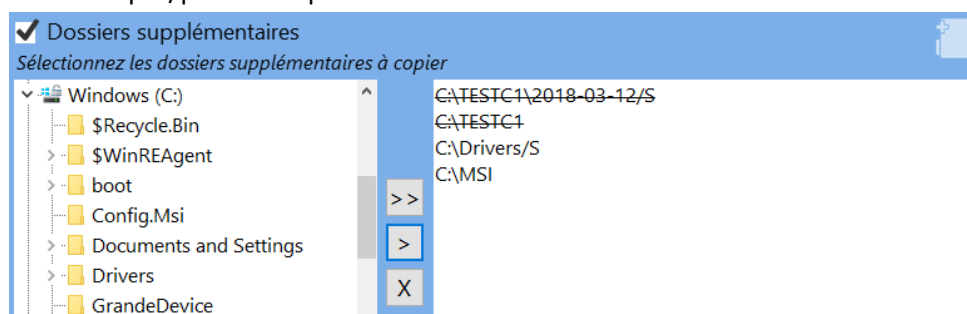 Dossiers supplémentaires
Sélectionnez les dossiers supplémentaires à copier
Windows (C:)
$Recycle.Bin
$WinREAgent
boot
Config.Msi
Documents and Settings
Drivers
GrandeDevice
>>
>
X
C:\TESTC1\2018-03-12/S
C:\TESTC1
C:\Drivers/S
C:\MSI